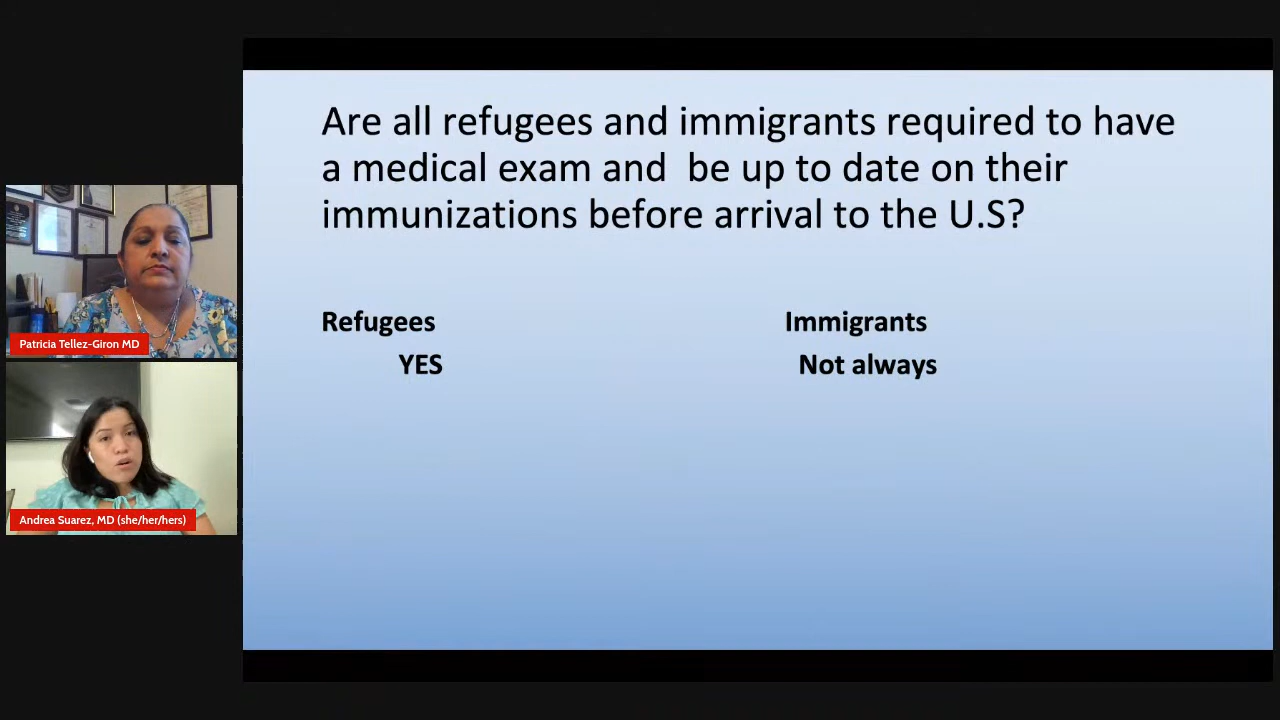 Are all refugees and immigrants required to have
a medical exam and  be up to date on their
immunizations before arrival to the U.S?
Refugees
Immigrants
YES
Not always
Patricia Tellez-Giron MD
Andrea Suarez, MD (she/her/hers)